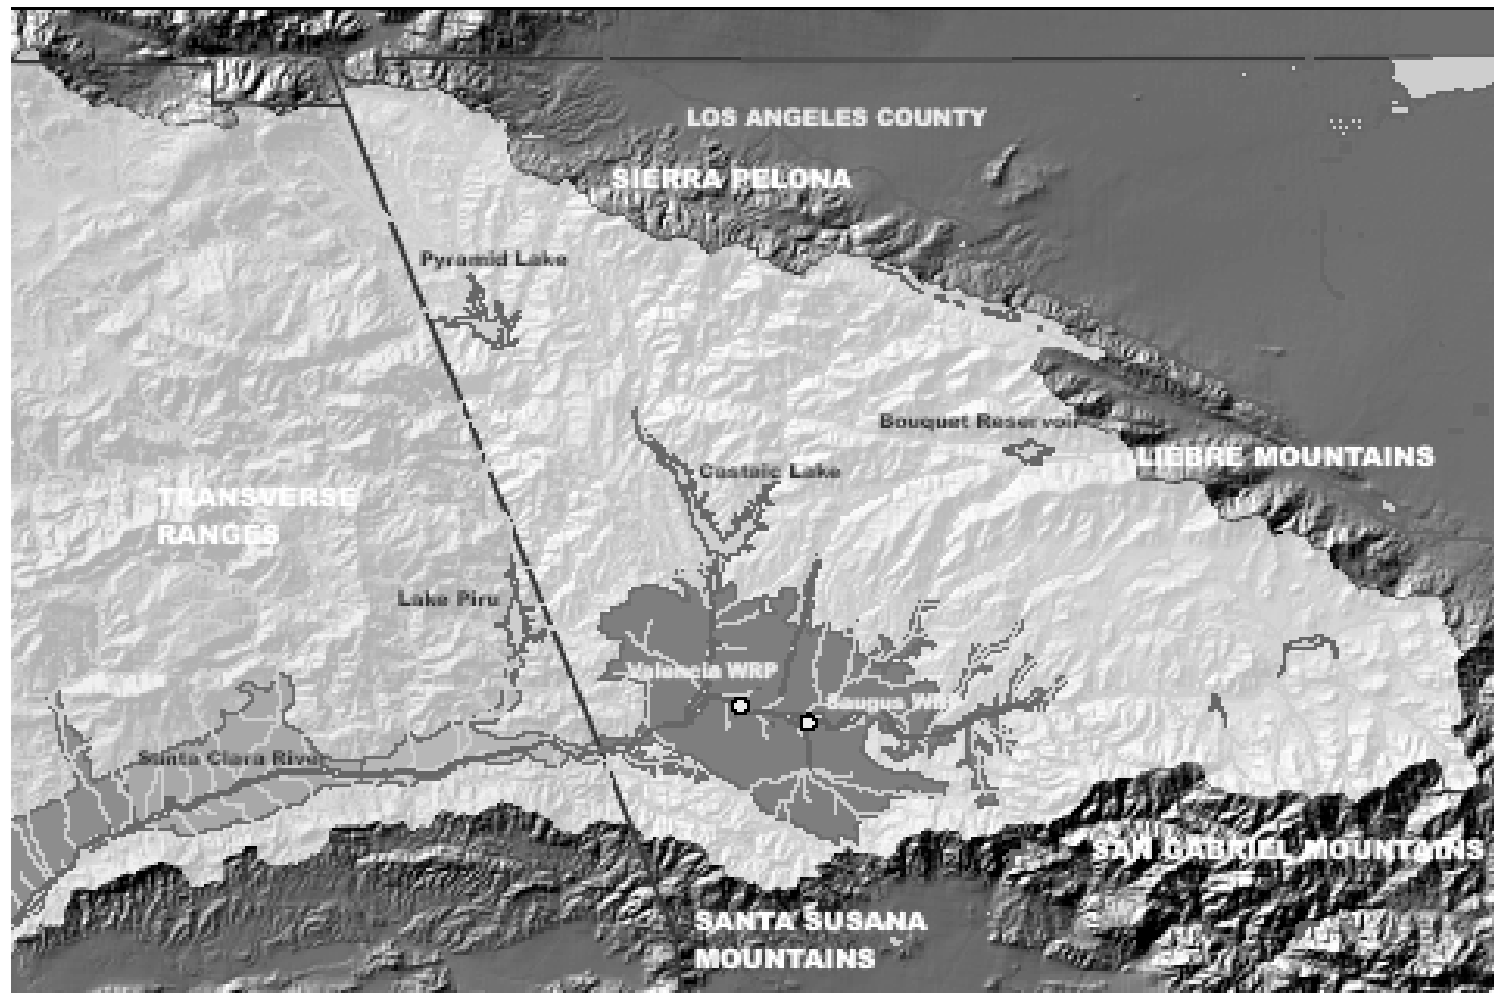 LOS ANGELES COUNTY
SIERRA PELONA
Pyramid Lake
Bouquet Reservoir
LIEBRE MOUNTAINS
Castaic Lake
TRANSVERSE
RANGES
Lake Piru
Valencia WRP
Saugus WRP
Santa Clara River
SAN GABRIEL MOUNTAINS
SANTA SUSANA
MOUNTAINS